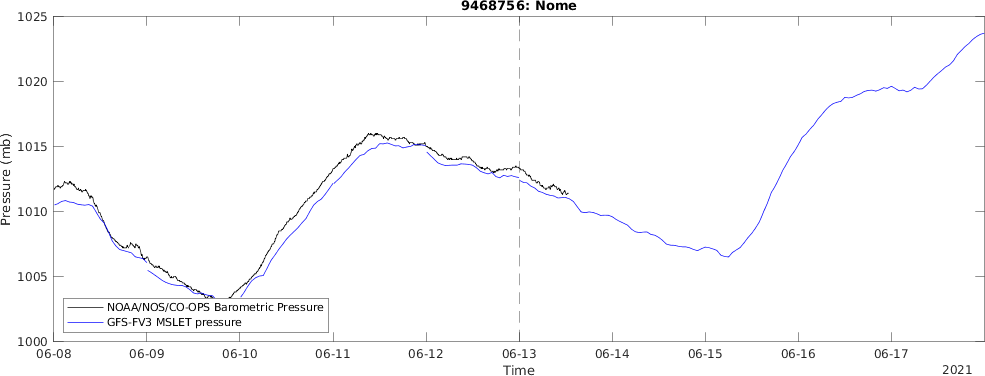 9468756: Nome
1025
1020
1015
1010
1005
1000
Pressure (mb)
NOAA/NOS/CO-OPS Barometric Pressure
GFS-FV3 MSLET pressure
06-08 06-09 06-10 06-11 06-12 06-13 06-14 06-15 06-16 06-17
Time
2021